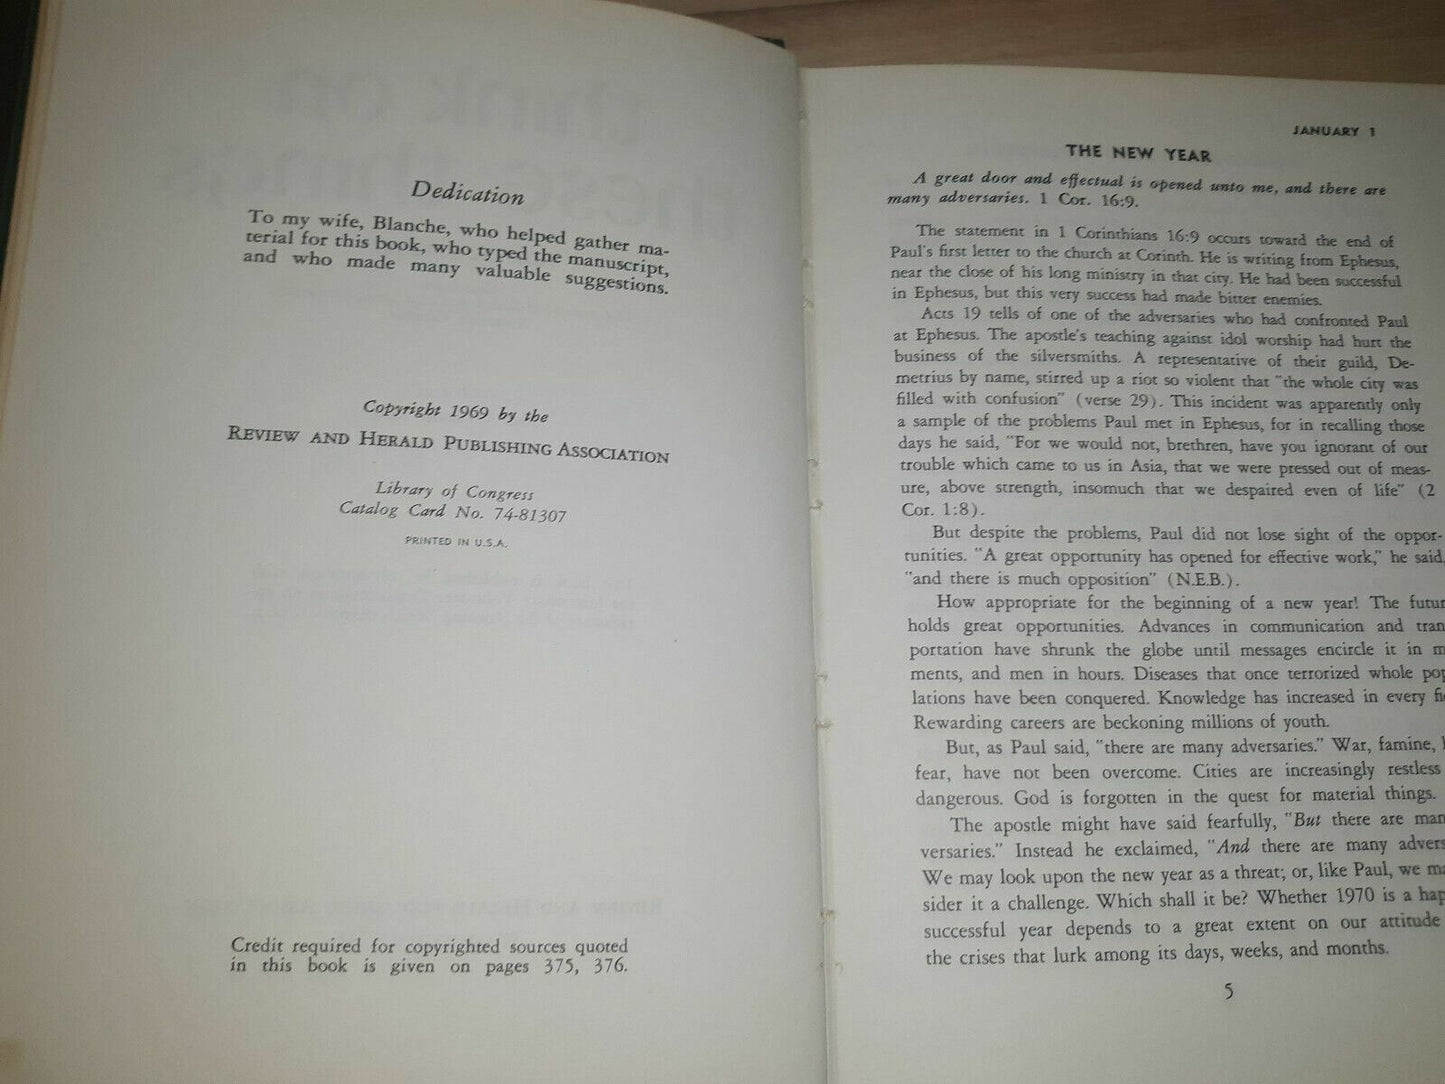 Dedication
To my wife, Blanche, who helped gather ma-
terial for this book, who typed the manuscript,
and who made many valuable suggestions.
Copyright 1969 by the
REVIEW AND HERALD PUBLISHING ASSOCIATION
Library of Congress
Catalog Card No. 74-81307
PRINTED IN U.S.A.
Credit required for copyrighted sources quoted
in this book is given on pages 375, 376.
JANUARY 1
THE NEW YEAR
A great door and effectual is opened unto me, and there are
many adversaries. 1 Cor. 16:9.
The statement in 1 Corinthians 16:9 occurs toward the end of
Paul's first letter to the church at Corinth. He is writing from Ephesus,
near the close of his long ministry in that city. He had been successful
in Ephesus, but this very success had made bitter enemies.
Acts 19 tells of one of the adversaries who had confronted Paul
at Ephesus. The apostle's teaching against idol worship had hurt the
business of the silversmiths. A representative of their guild, De-
metrius by name, stirred up a riot so violent that "the whole city was
filled with confusion" (verse 29). This incident was apparently only
a sample of the problems Paul met in Ephesus, for in recalling those
days he said, "For we would not, brethren, have you ignorant of our
trouble which came to us in Asia, that we were pressed out of meas-
ure, above strength, insomuch that we despaired even of life" (2
Cor. 1:8).
But despite the problems, Paul did not lose sight of the oppor-
tunities. "A great opportunity has opened for effective work," he said,
"and there is much opposition" (N.E.B.).
How appropriate for the beginning of a new year! The futur
holds great opportunities. Advances in communication and tran
portation have shrunk the globe until messages encircle it in m
ments, and men in hours. Diseases that once terrorized whole pop
lations have been conquered. Knowledge has increased in every fi
Rewarding careers are beckoning millions of youth.
But, as Paul said, "there are many adversaries." War, famine,
fear, have not been overcome. Cities are increasingly restless
dangerous. God is forgotten in the quest for material things.
The apostle might have said fearfully, "But there are man
versaries." Instead he exclaimed, "And there are many advers
We may look upon the new year as a threat; or, like Paul, we ma
sider it a challenge. Which shall it be? Whether 1970 is a hap
successful year depends to a great extent on our attitude
the crises that lurk among its days, weeks, and months.
5